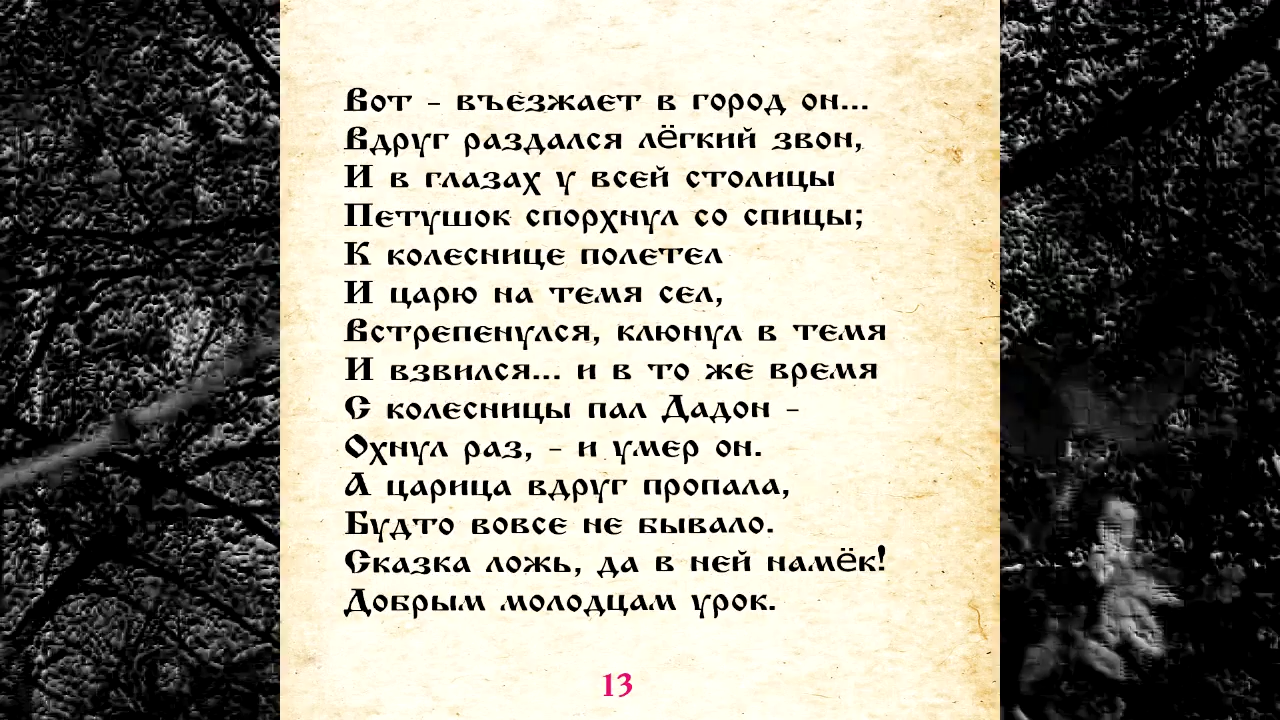 Вот – въезжает в город он...
Вдруг раздался лёгкий звон,
И в глазах у всей столицы
Петушок спорхнул со спицы;
К колеснице полетел
И царю на темя сел,
Встрепенулся, клюнул в темя
И взвился... и в то же время
С колесницы пал Дадон –
Охнул раз, – и умер он.
А царица вдруг пропала,
Будто вовсе не бывало.
Сказка ложь, да в ней намёк!
Добрым молодцам урок.
13